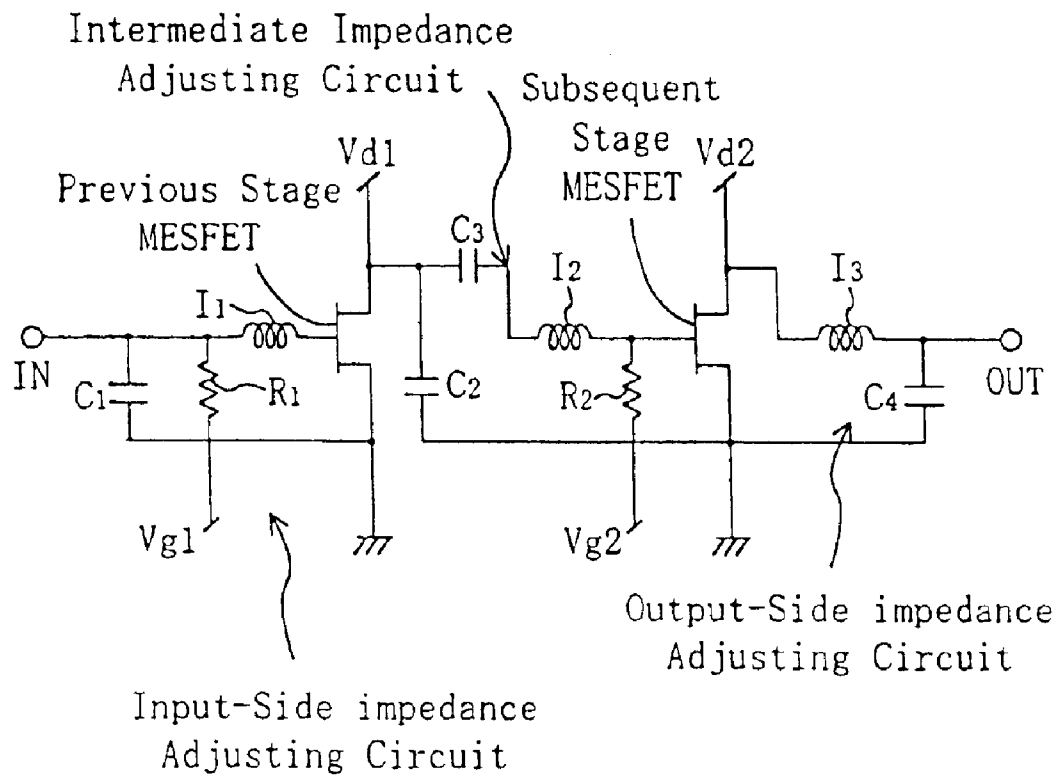 Intermediate Impedance
Adjusting Circuit
Subsequent
Stage
MESFET
Vd1
Vd2
Previous Stage
MESFET
C3
I1
I2
I3
IN
C1
R1
C2
R2
C4
OUT
Vg1
Vg2
Output-Side impedance
Adjusting Circuit
Input-Side impedance
Adjusting Circuit